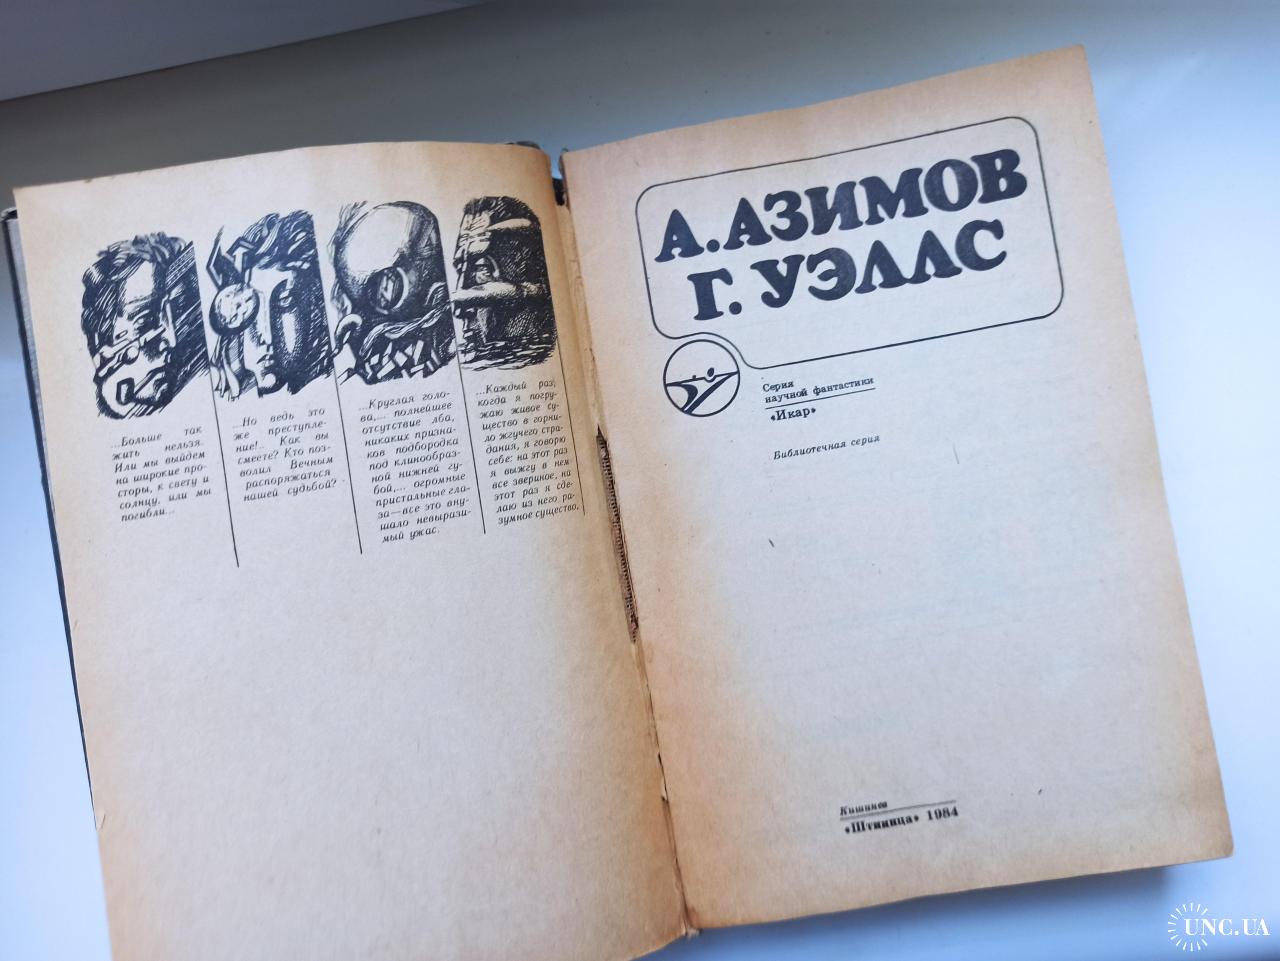 ...Больше так
жить нельзя.
Или мы выйдем
на широкие про-
сторы, к свету и
солнцу, или мы
погибли...
...Но ведь это
же преступле-
ние!.. Как вы
смеете? Кто поз-
волил Вечным
распоряжаться
нашей судьбой?
...Круглая голо-
ва,... полнейшее
отсутствие лба,
никаких призна-
ков подбородка
под клинообраз-
ной нижней гу-
бой,... огромные
пристальные гла-
за—все это вну-
шало невырази-
мый ужас.
...Каждый раз,
когда я погру-
жаю живое су-
щество в горни-
ло жгучего стра-
дания, я говорю
себе: на этот раз
я выжгу в нем
все звериное, на
этот раз я сде-
лаю из него ра-
зумное существо.
А. АЗИМОВ
Г. УЭЛЛС
Серия
научной фантастики
«Икар»
Библиотечная серия
Кишинев
«Штиинца» 1984
UNC.UA